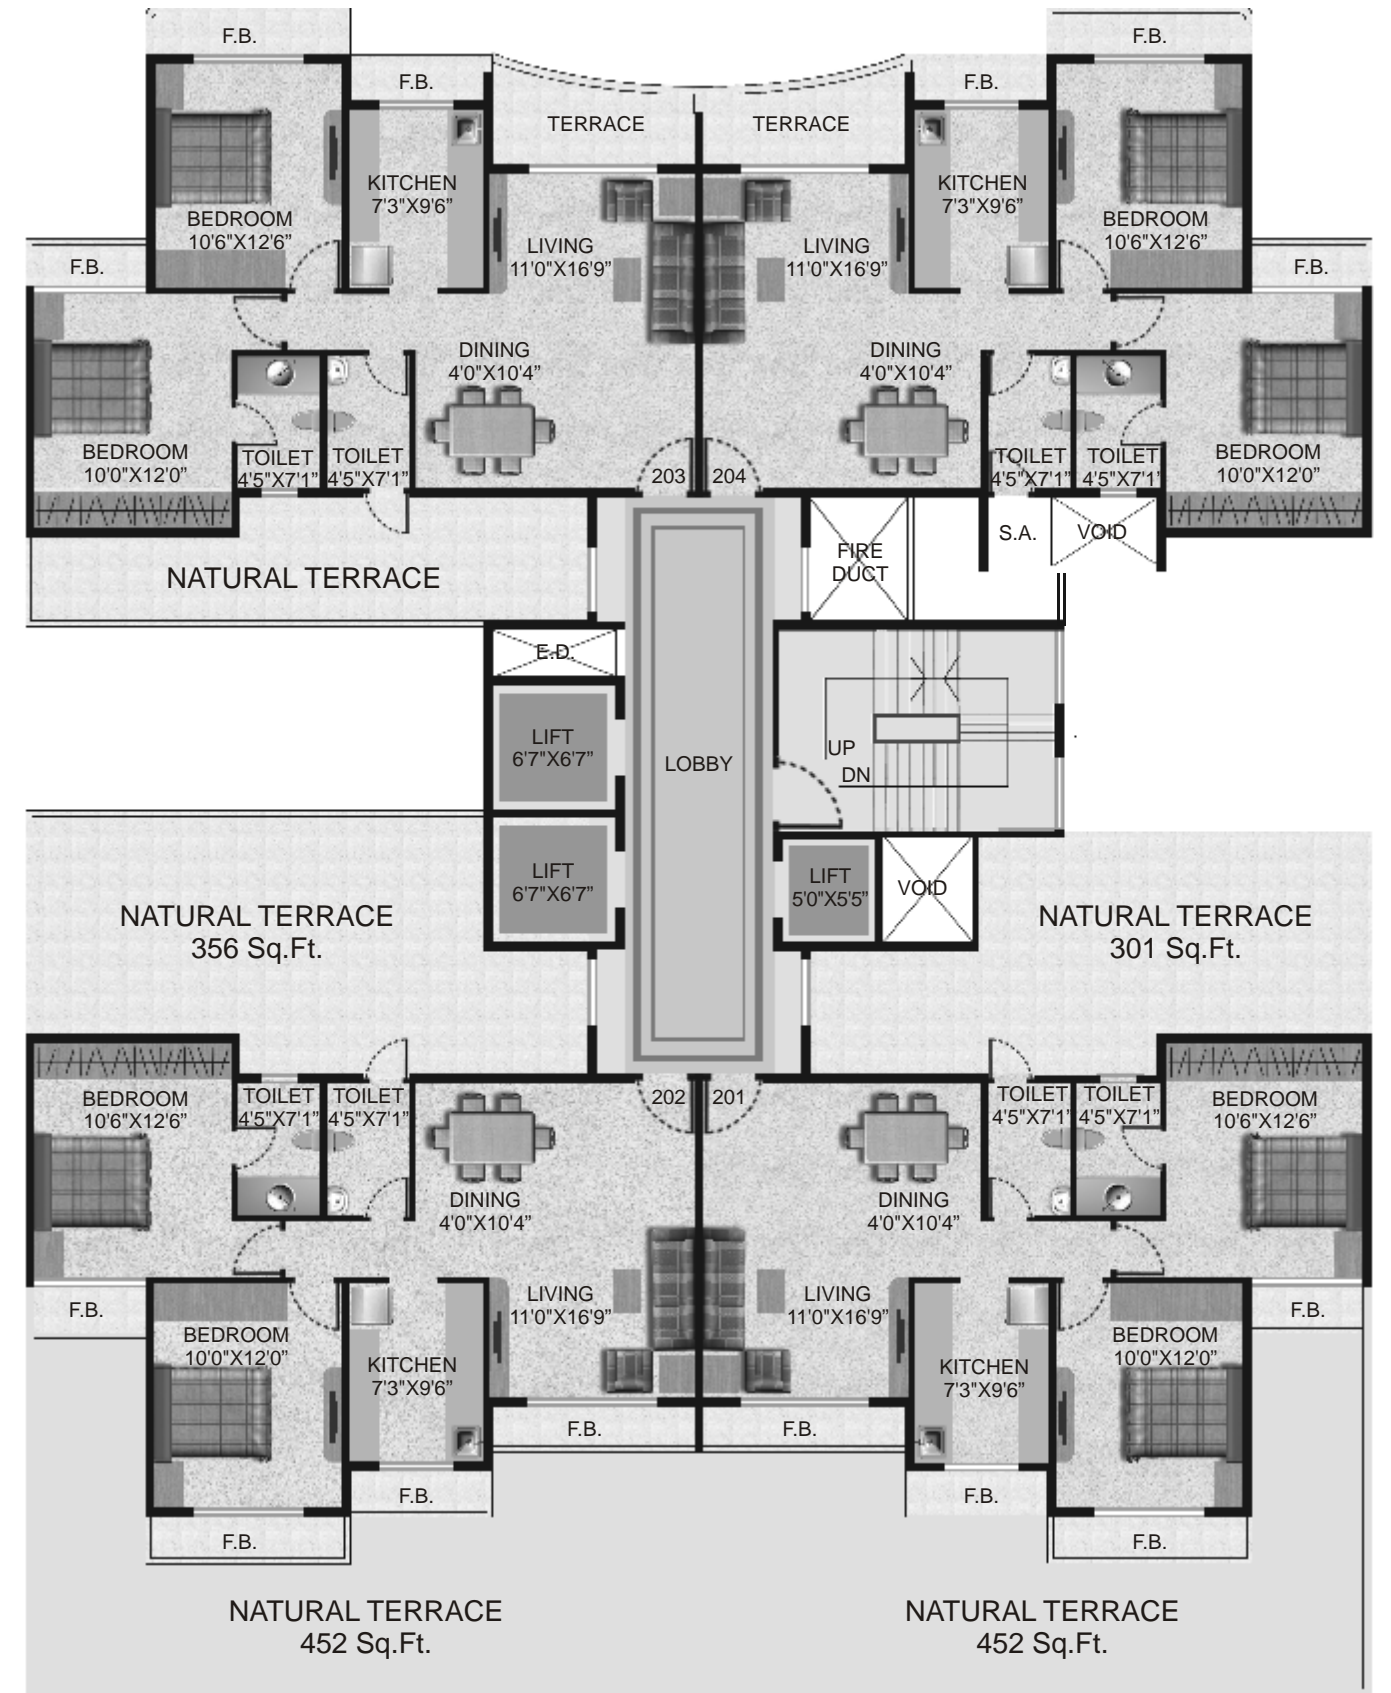 F.B.
F.B.
F.B.
F.B.
TERRACE
TERRACE
KITCHEN
7'3"X9'6”
KITCHEN
7'3"X9'6”
BEDROOM
10'6"X12'6”
BEDROOM
10'6"X12'6”
LIVING
11'0"X16'9”
LIVING
11'0"X16'9”
F.B.
F.B.
DINING
4'0"X10'4”
DINING
4'0"X10'4”
BEDROOM
10'0"X12'0”
TOILET
4'5"X7'1”
TOILET
4'5"X7'1”
203
204
TOILET
4'5"X7'1”
TOILET
4'5"X7'1”
BEDROOM
10'0"X12'0”
NATURAL TERRACE
FIRE
DUCT
S.A.
VOID
E.D.
LIFT
6'7"X6'7”
LOBBY
UP
DN
LIFT
6'7"X6'7”
LIFT
5'0"X5'5”
VOID
NATURAL TERRACE
356 Sq.Ft.
NATURAL TERRACE
301 Sq.Ft.
BEDROOM
10'6"X12'6”
TOILET
4'5"X7'1”
TOILET
4'5"X7'1”
202
201
TOILET
4'5"X7'1”
TOILET
4'5"X7'1”
BEDROOM
10'6"X12'6”
DINING
4'0"X10'4”
DINING
4'0"X10'4”
F.B.
LIVING
11'0"X16'9”
LIVING
11'0"X16'9”
F.B.
BEDROOM
10'0"X12'0”
KITCHEN
7'3"X9'6”
KITCHEN
7'3"X9'6”
BEDROOM
10'0"X12'0”
F.B.
F.B.
F.B.
F.B.
F.B.
F.B.
NATURAL TERRACE
452 Sq.Ft.
NATURAL TERRACE
452 Sq.Ft.